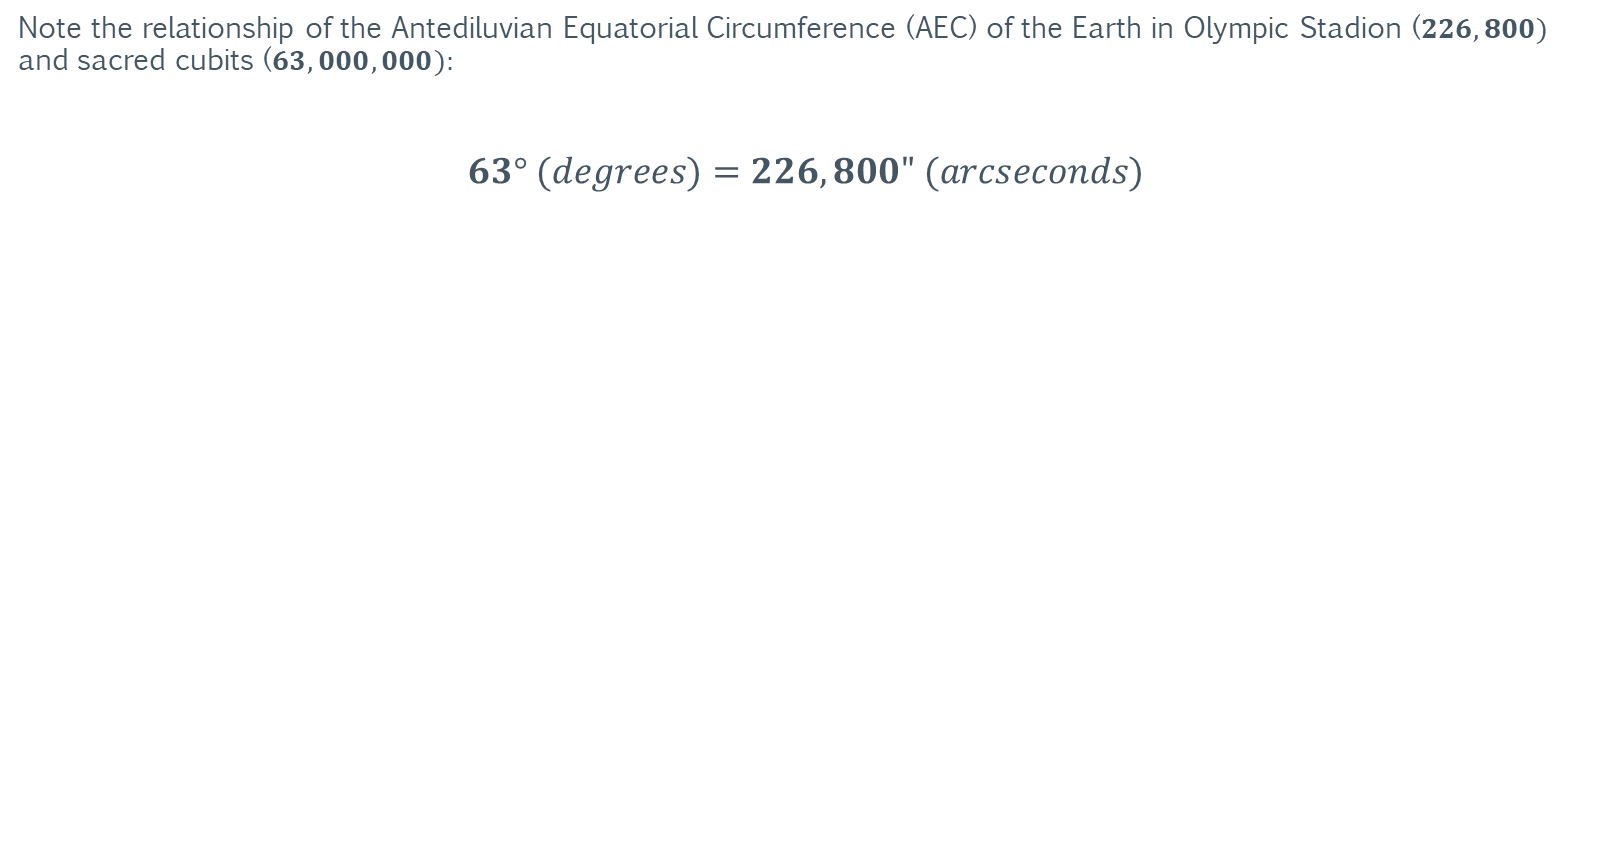 Note the relationship of the Antediluvian Equatorial Circumference (AEC) of the Earth in Olympic Stadion (226,800)
and sacred cubits (63,000,000):
63° (degrees) = 226,800" (arcseconds)